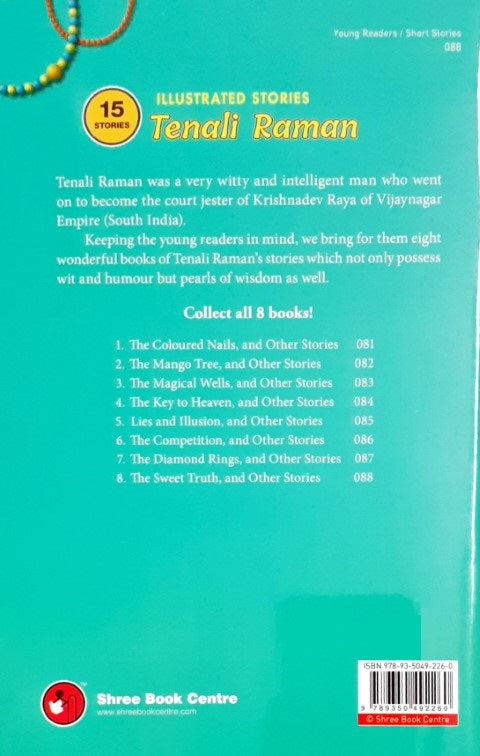 Young Readers / Short Stories
088
15
STORIES
ILLUSTRATED STORIES
Tenali Raman
Tenali Raman was a very witty and intelligent man who went
on to become the court jester of Krishnadev Raya of Vijaynagar
Empire (South India).
Keeping the young readers in mind, we bring for them eight
wonderful books of Tenali Raman's stories which not only possess
wit and humour but pearls of wisdom as well.
Collect all 8 books!
1. The Coloured Nails, and Other Stories 081
2. The Mango Tree, and Other Stories 082
3. The Magical Wells, and Other Stories 083
4. The Key to Heaven, and Other Stories 084
5. Lies and Illusion, and Other Stories 085
6. The Competition, and Other Stories 086
7. The Diamond Rings, and Other Stories 087
8. The Sweet Truth, and Other Stories 088
ISBN 978-93-5049-226-0
9 789350 492260
© Shree Book Centre
TM
Shree Book Centre
www.shreebookcentre.com